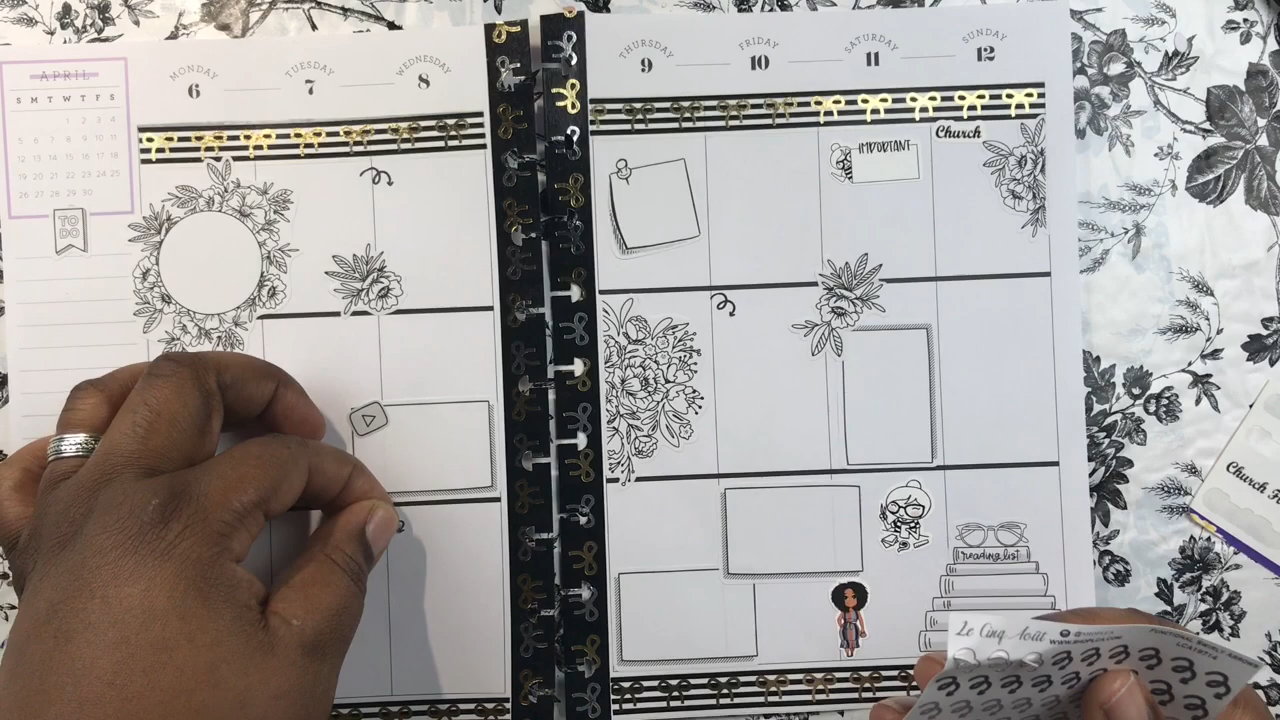 APRIL
S M T W T F S
1 2 3 4
5 6 7 8 9 10 11
12 13 14 15 16 17 18
19 20 21 22 23 24 25
26 27 28 29 30
TO
DO
MONDAY
6
TUESDAY
7
WEDNESDAY
8
THURSDAY
9
FRIDAY
10
SATURDAY
11
SUNDAY
12
IMPORTANT
Church
reading list
Church
Le Cinq Août